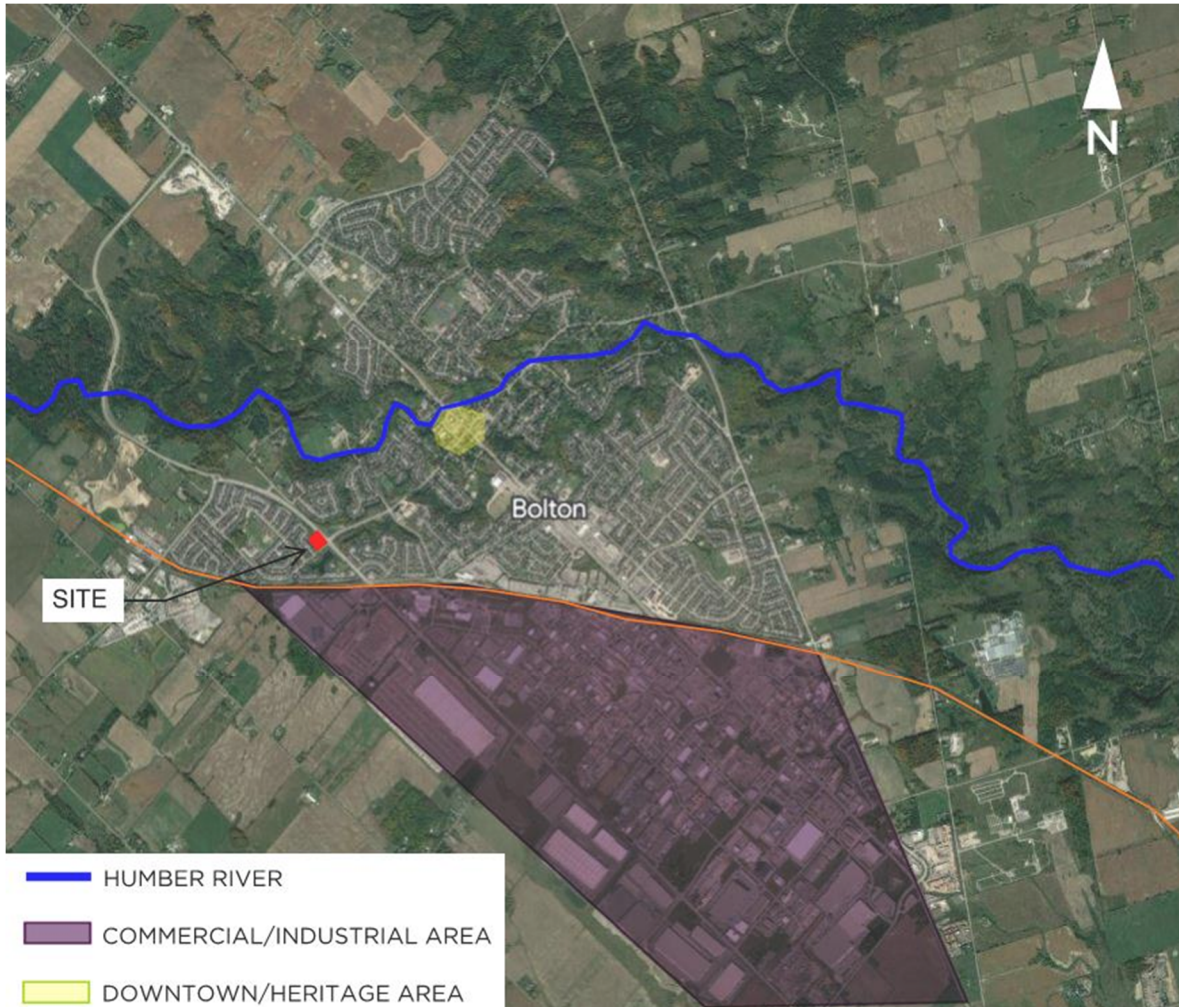 N
Bolton
SITE
HUMBER RIVER
COMMERCIAL/INDUSTRIAL AREA
DOWNTOWN/HERITAGE AREA